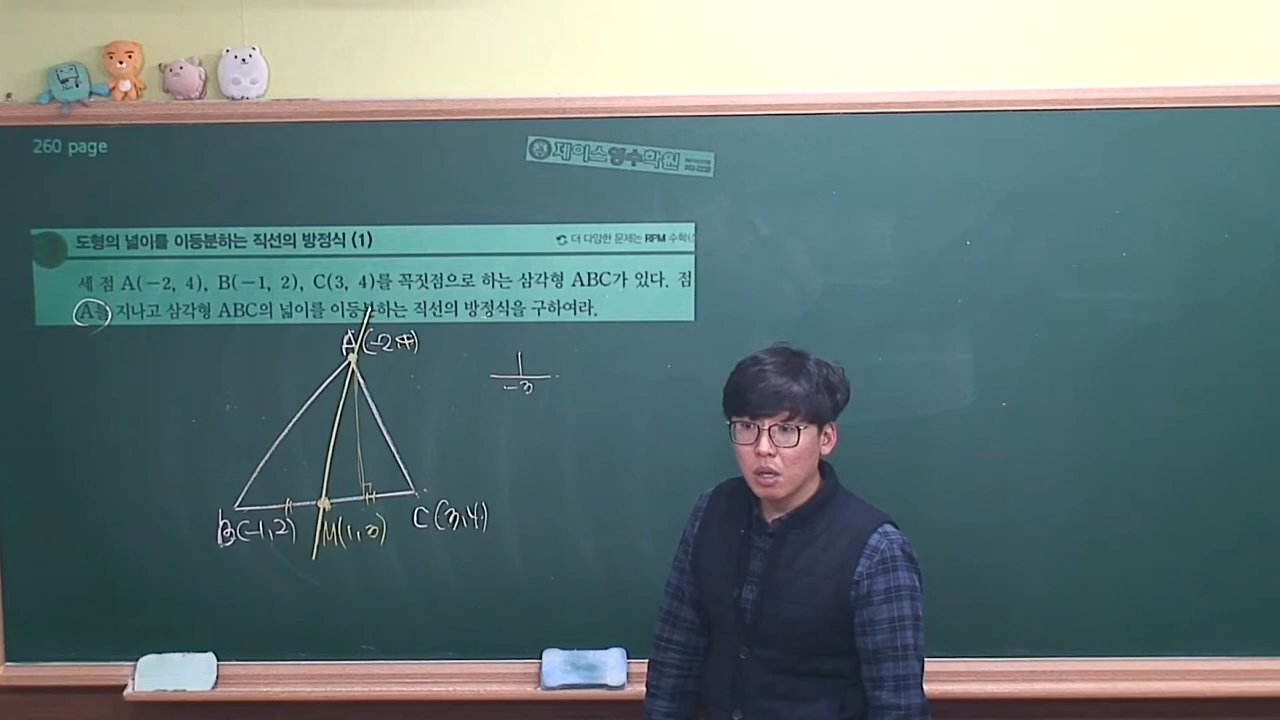 260 page
제이스영수학원
도형의 넓이를 이등분하는 직선의 방정식 (1)
더 다양한 문제는 RPM 수학
세 점 A(−2, 4), B(−1, 2), C(3, 4)를 꼭짓점으로 하는 삼각형 ABC가 있다. 점
A를 지나고 삼각형 ABC의 넓이를 이등분하는 직선의 방정식을 구하여라.
A(-2,4)
1
-3
B(-1,2) M(1,3) C(3,4)